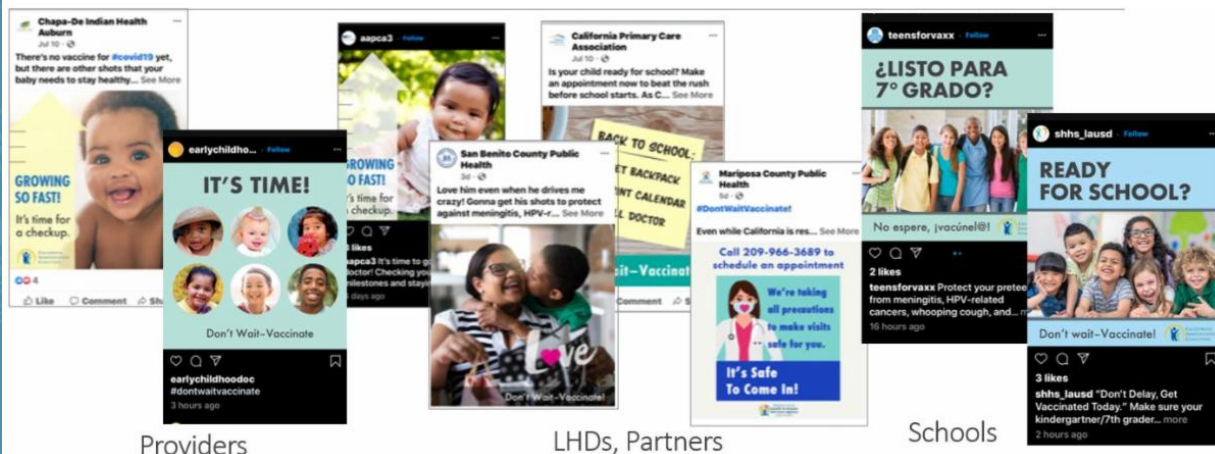 Chapa-De Indian Health
Auburn
Jul 10
There's no vaccine for #covid19 yet,
but there are other shots that your
baby needs to stay healthy... See More
GROWING
SO FAST!
It's time for
a checkup.
4
Like Comment
earlychildho... Follow
IT'S TIME!
Don't Wait–Vaccinate
earlychildhoodoc
#dontwaitvaccinate
3 hours ago
Providers
aapca3 Follow
ROWING
O FAST!
t's time for
a checkup.
likes
aapca3 It's time to
milestones and
days ago
San Benito County Public
Health
3d
Love him even when he drives me
crazy! Gonna get his shots to protect
against meningitis, HPV-r... See More
Love
Don't Wait–Vaccinate!
California Primary Care
Association
Jul 10
Is your child ready for school? Make
an appointment now to beat the rush
before school starts. As C... See More
BACK TO SCHOOL:
ET BACKPACK
INT CALENDAR
L DOCTOR
it–Vaccinat
omment
Mariposa County Public
Health
#DontWaitVaccinate!
Even while California is res... See More
Call 209-966-3689 to
schedule an appointment
We're taking
all precautions
to make visits
safe for you.
It's Safe
To Come In!
LHDs, Partners
teensforvaxx Follow
¿LISTO PARA
7° GRADO?
No espere, ¡vacúnel@!
2 likes
teensforvaxx Protect your pretee
from meningitis, HPV-related
cancers, whooping cough, and...
16 hours ago
Schools
shhs_lausd Follow
READY
FOR SCHOOL?
Don't wait–Vaccinate!
3 likes
shhs_lausd "Don't Delay, Get
Vaccinated Today." Make sure your
kindergartner/7th grader... more
2 hours ago